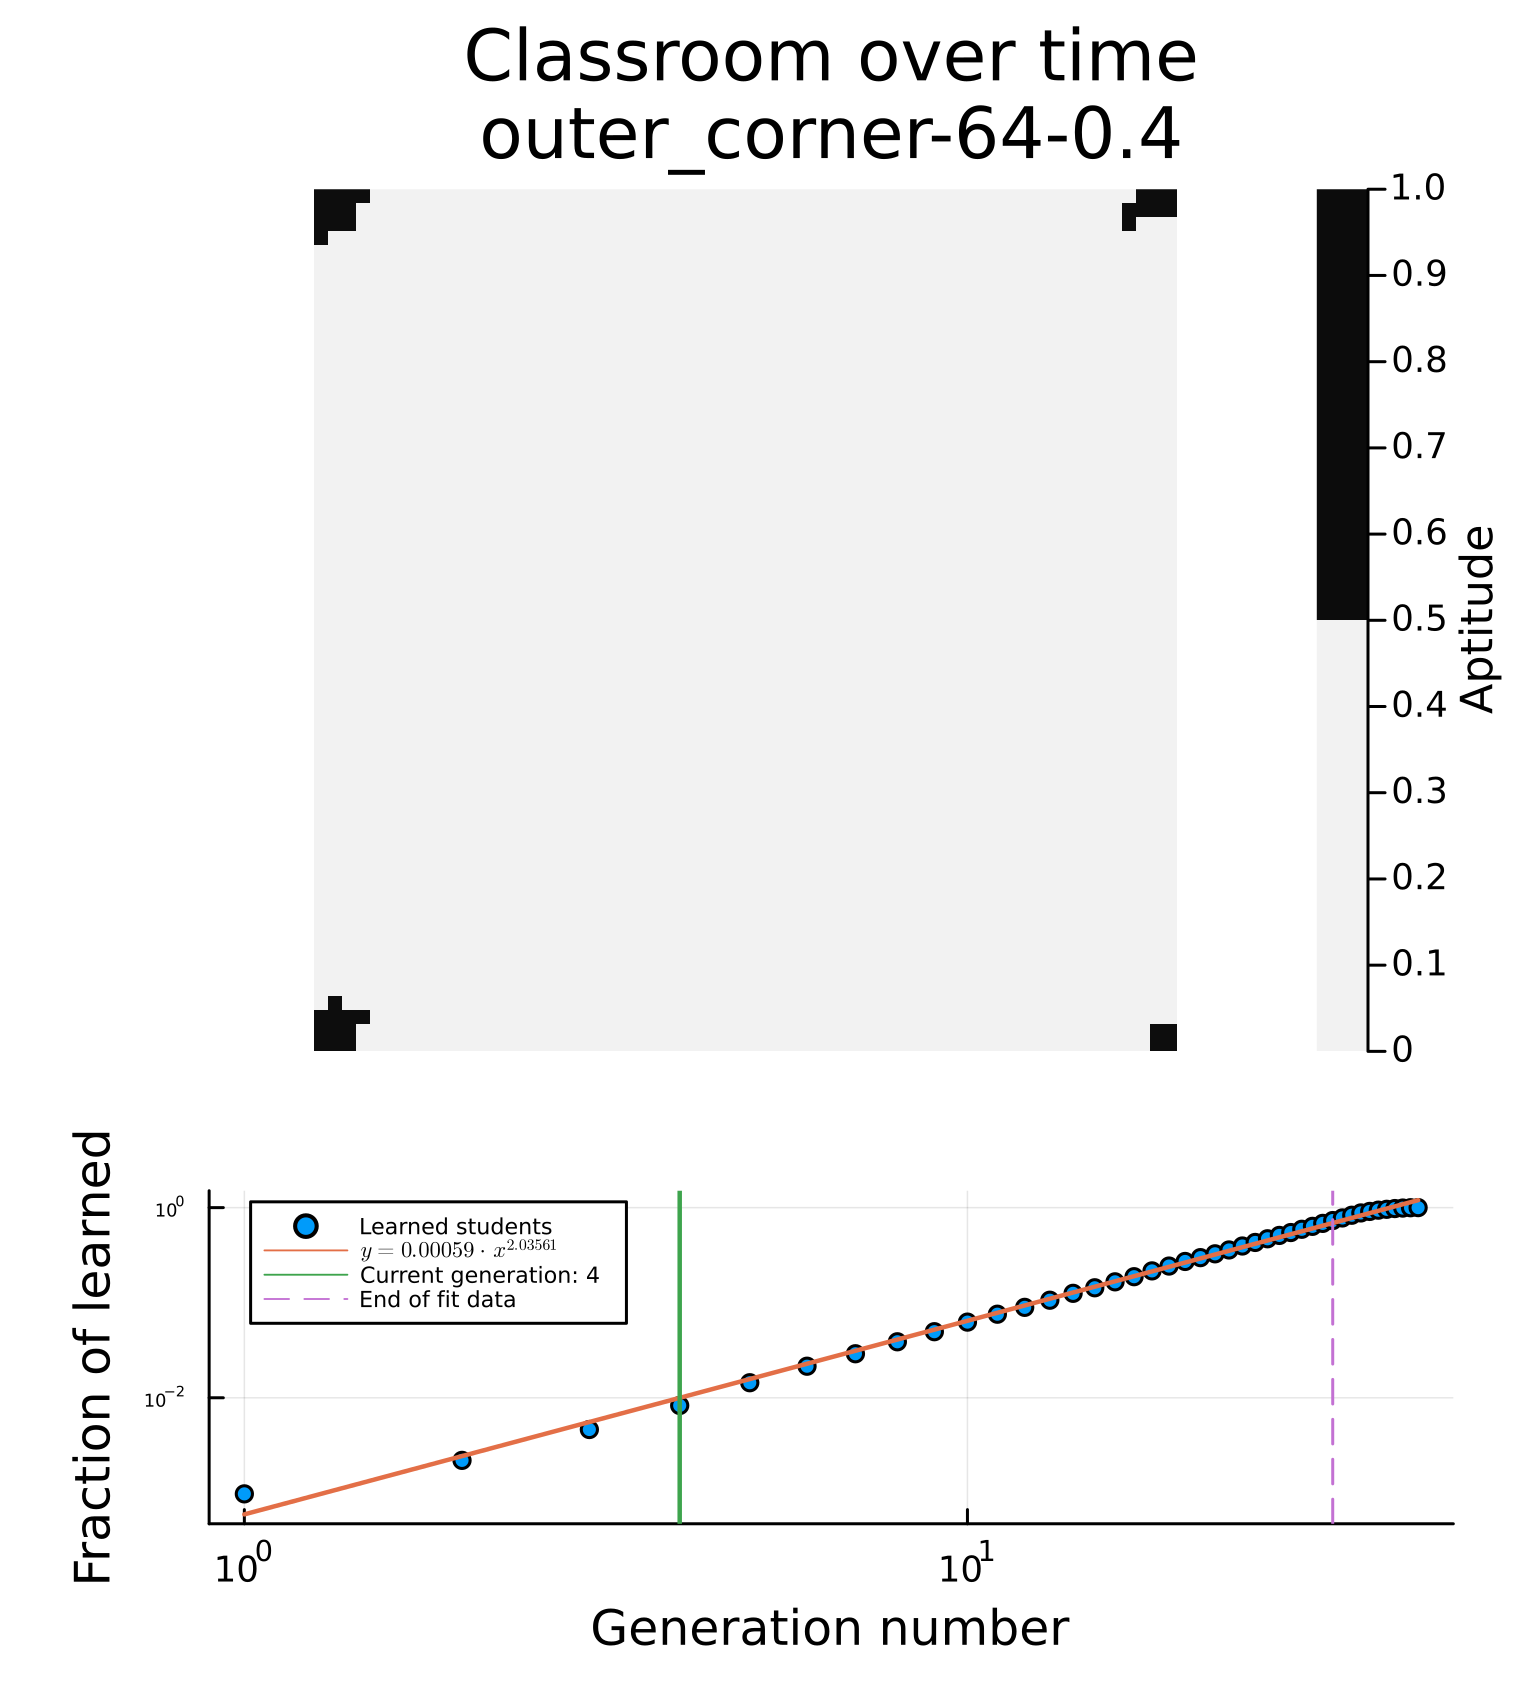 Classroom over time
outer_corner-64-0.4
1.0
0.9
0.8
0.7
0.6
0.5
0.4
0.3
0.2
0.1
0
Aptitude
Fraction of learned
10⁰
10⁻²
Learned students
y = 0.00059 · x^2.03561
Current generation: 4
End of fit data
10⁰
10¹
Generation number